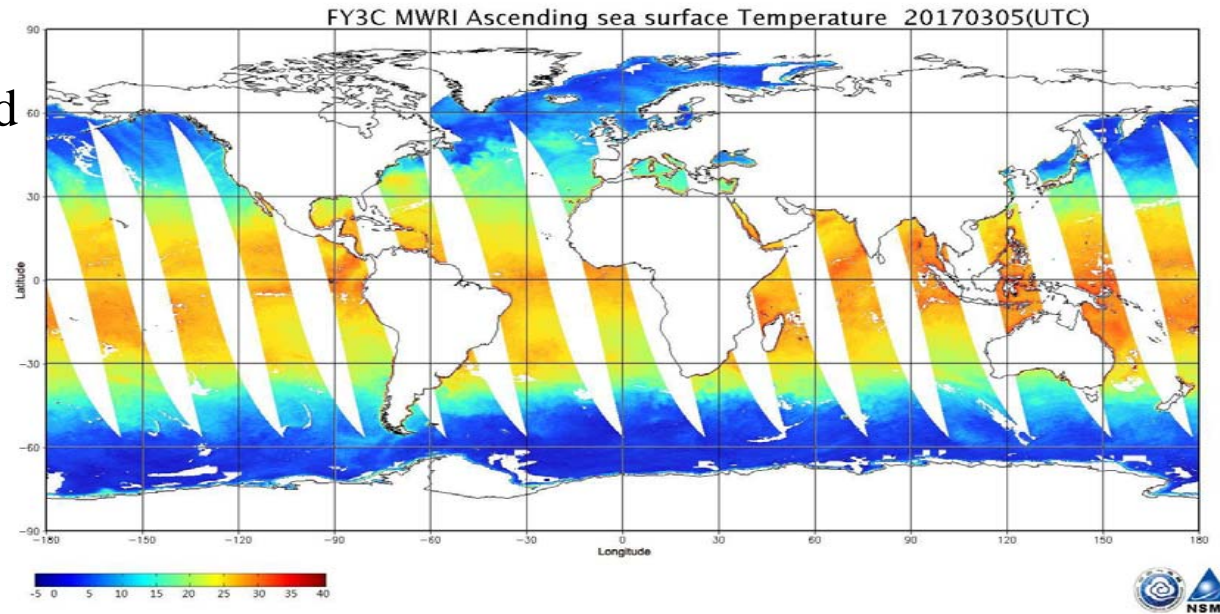 FY3C MWRI Ascending sea surface Temperature 20170305(UTC)
d
90
60
30
0
−30
−60
−90
Latitude
−180 −150 −120 −90 −60 −30 0 30 60 90 120 150 180
Longitude
-5 0 5 10 15 20 25 30 35 40
NSM